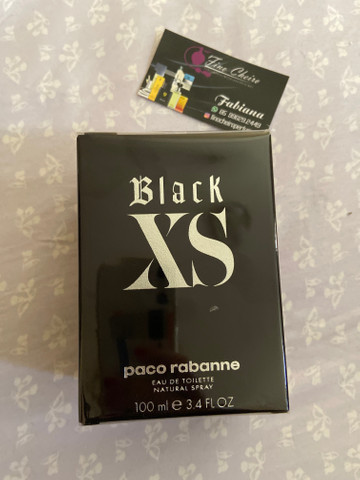 Fabiana
Black
XS
paco rabanne
EAU DE TOILETTE
NATURAL SPRAY
100 ml e 3.4 FL OZ